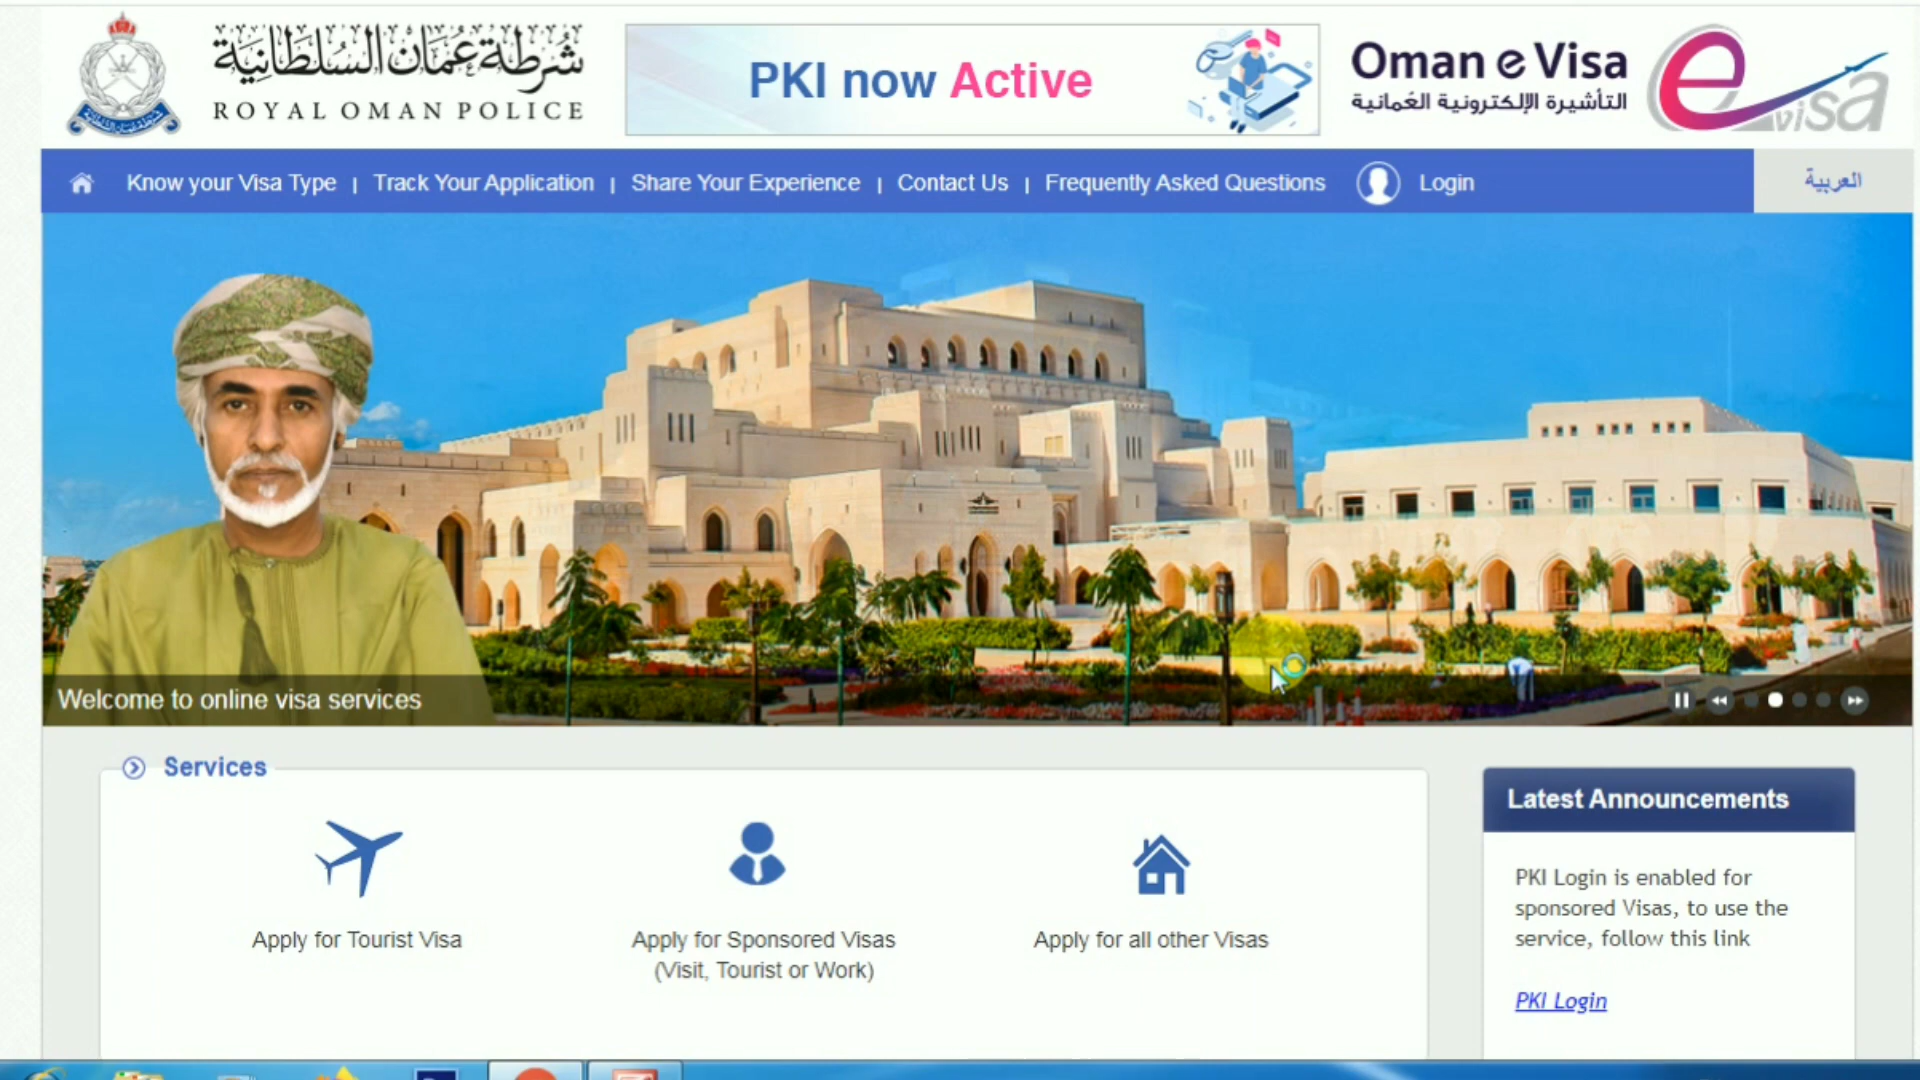 شرطة عمان السلطانية
ROYAL OMAN POLICE
PKI now Active
Oman e Visa
التأشيرة الإلكترونية العُمانية
e visa
Know your Visa Type | Track Your Application | Share Your Experience | Contact Us | Frequently Asked Questions Login
العربية
Welcome to online visa services
Services
Apply for Tourist Visa
Apply for Sponsored Visas
(Visit, Tourist or Work)
Apply for all other Visas
Latest Announcements
PKI Login is enabled for
sponsored Visas, to use the
service, follow this link
PKI Login